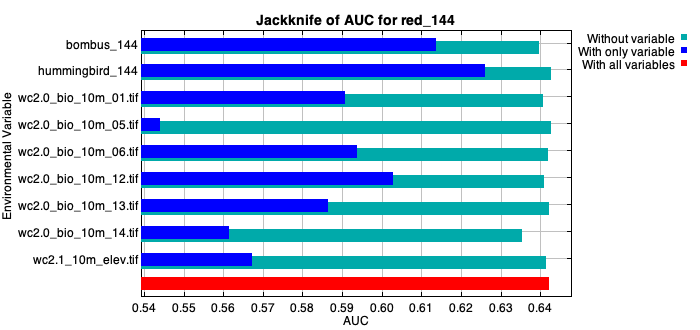 Jackknife of AUC for red_144
Without variable
With only variable
With all variables
Environmental Variable
bombus_144
hummingbird_144
wc2.0_bio_10m_01.tif
wc2.0_bio_10m_05.tif
wc2.0_bio_10m_06.tif
wc2.0_bio_10m_12.tif
wc2.0_bio_10m_13.tif
wc2.0_bio_10m_14.tif
wc2.1_10m_elev.tif
0.54 0.55 0.56 0.57 0.58 0.59 0.60 0.61 0.62 0.63 0.64
AUC